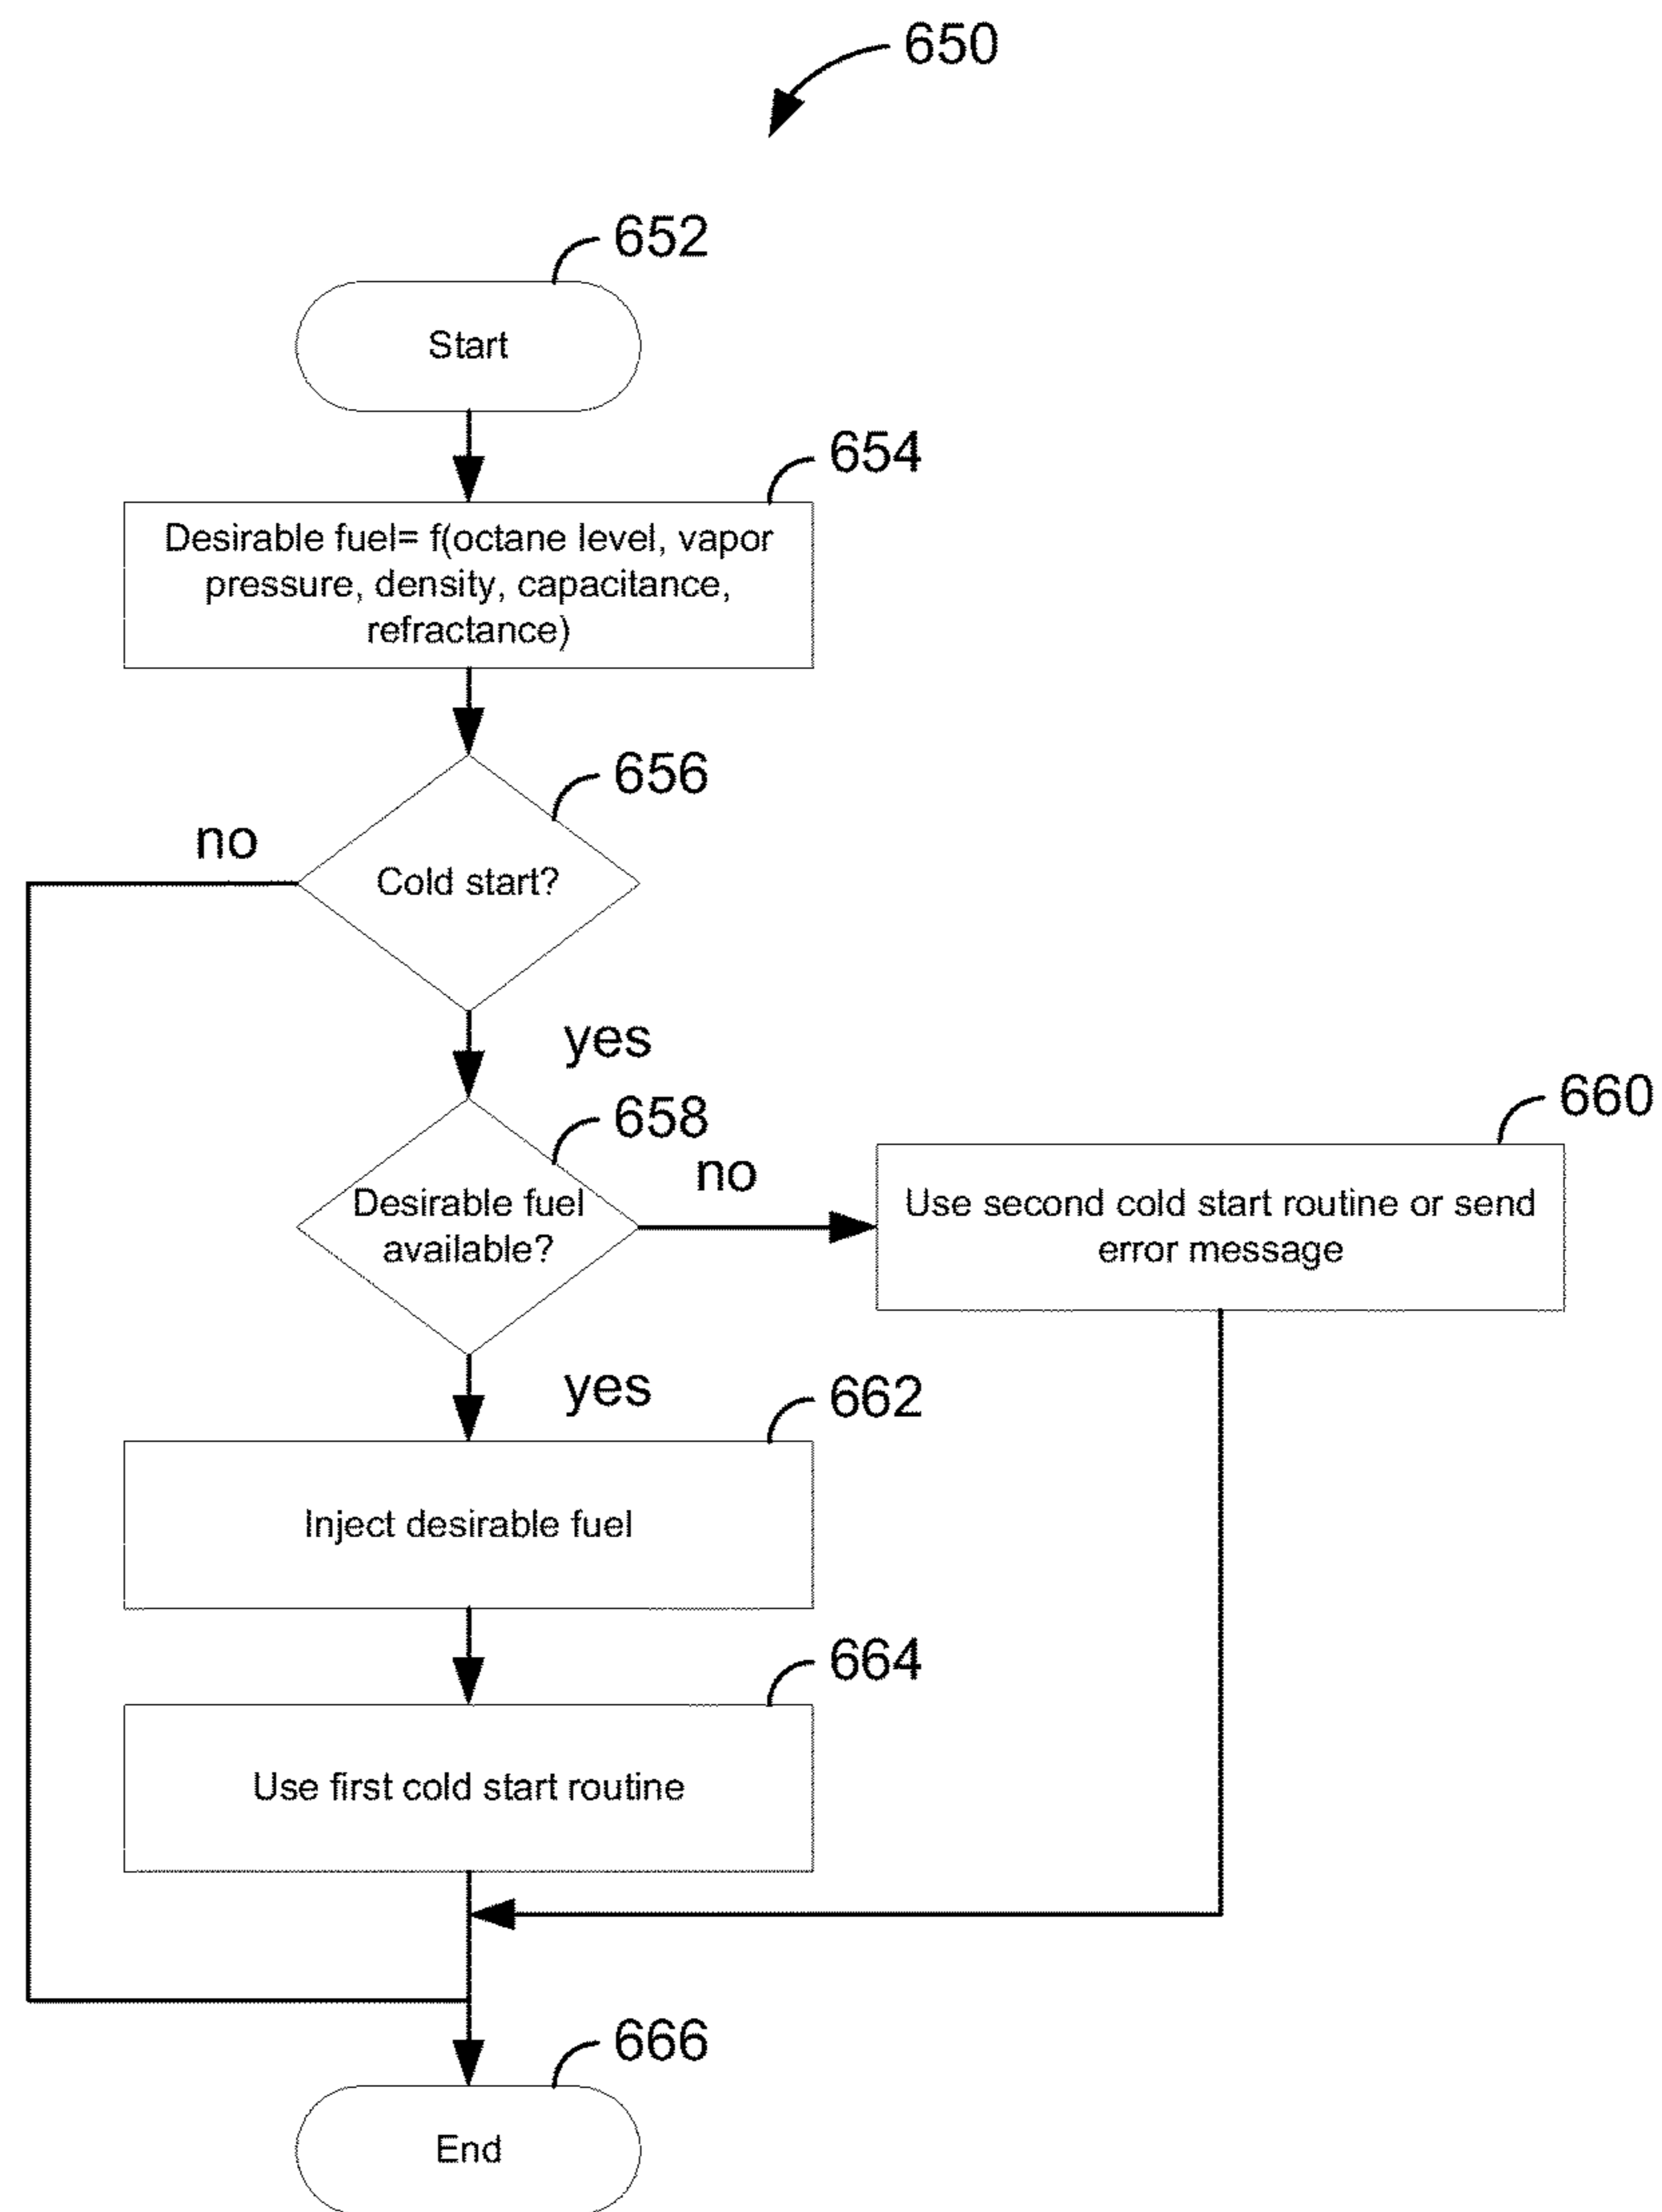 650
652
Start
654
Desirable fuel= f(octane level, vapor
pressure, density, capacitance,
refractance)
656
no
Cold start?
yes
658
660
no
Desirable fuel
available?
Use second cold start routine or send
error message
yes
662
Inject desirable fuel
664
Use first cold start routine
666
End